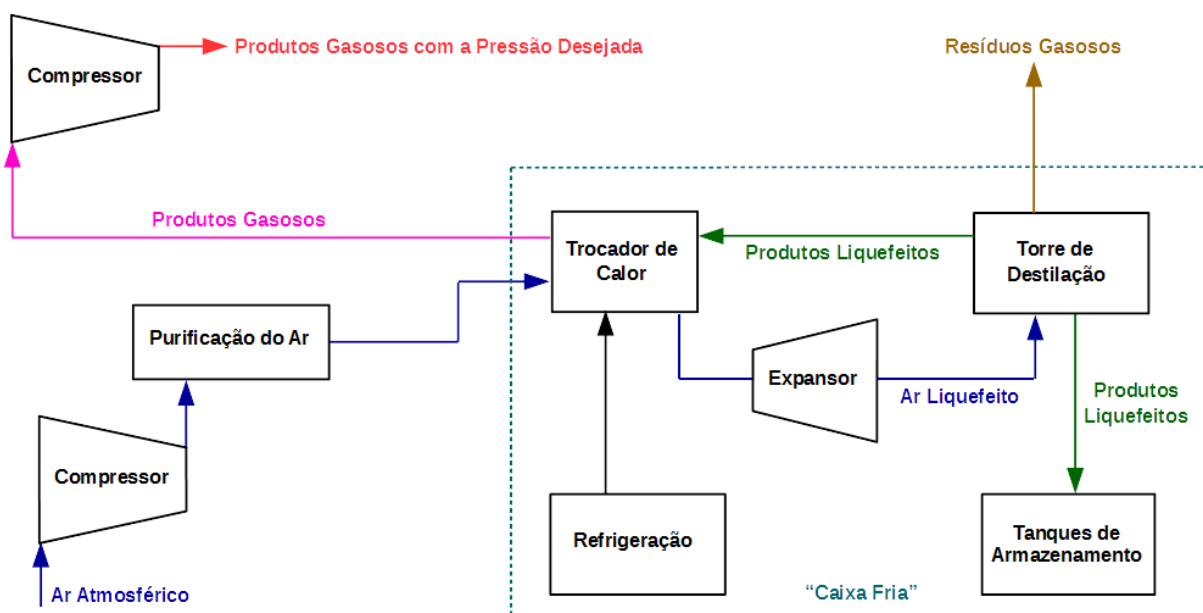 Produtos Gasosos com a Pressão Desejada
Resíduos Gasosos
Compressor
Produtos Gasosos
Trocador de
Calor
Produtos Liquefeitos
Torre de
Destilação
Purificação do Ar
Expansor
Ar Liquefeito
Produtos
Liquefeitos
Compressor
Refrigeração
Tanques de
Armazenamento
Ar Atmosférico
“Caixa Fria”